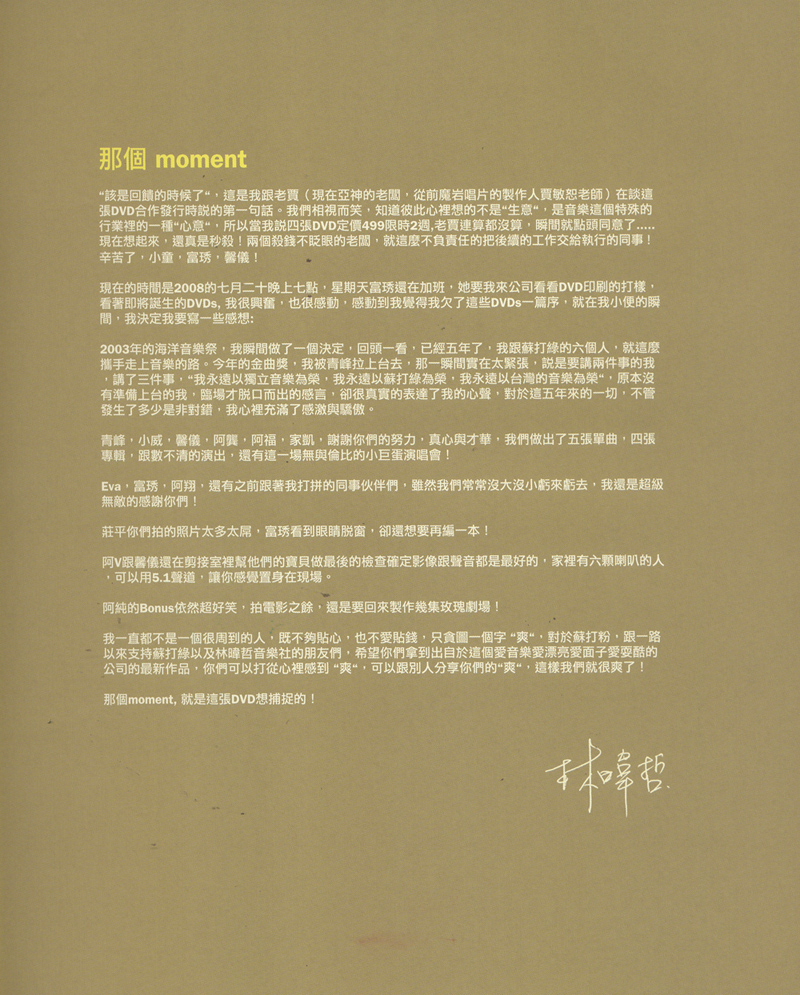 那個 moment
“該是回饋的時候了“，這是我跟老賈（現在亞神的老闆，從前魔岩唱片的製作人賈敏恕老師）在談這
張DVD合作發行時說的第一句話。我們相視而笑，知道彼此心裡想的不是“生意“，是音樂這個特殊的
行業裡的一種“心意“，所以當我說四張DVD定價499限時2週,老賈連算都沒算，瞬間就點頭同意了.....
現在想起來，還真是秒殺！兩個殺錢不眨眼的老闆，就這麼不負責任的把後續的工作交給執行的同事！
辛苦了，小童，富琇，馨儀！
現在的時間是2008的七月二十晚上七點，星期天富琇還在加班，她要我來公司看看DVD印刷的打樣，
看著即將誕生的DVDs, 我很興奮，也很感動，感動到我覺得我欠了這些DVDs一篇序，就在我小便的瞬
間，我決定我要寫一些感想:
2003年的海洋音樂祭，我瞬間做了一個決定，回頭一看，已經五年了，我跟蘇打綠的六個人，就這麼
攜手走上音樂的路。今年的金曲獎，我被青峰拉上台去，那一瞬間實在太緊張，說是要講兩件事的我
，講了三件事，“我永遠以獨立音樂為榮，我永遠以蘇打綠為榮，我永遠以台灣的音樂為榮“，原本沒
有準備上台的我，臨場才脫口而出的感言，卻很真實的表達了我的心聲，對於這五年來的一切，不管
發生了多少是非對錯，我心裡充滿了感激與驕傲。
青峰，小威，馨儀，阿龔，阿福，家凱，謝謝你們的努力，真心與才華，我們做出了五張單曲，四張
專輯，跟數不清的演出，還有這一場無與倫比的小巨蛋演唱會！
Eva，富琇，阿翔，還有之前跟著我打拼的同事伙伴們，雖然我們常常沒大沒小虧來虧去，我還是超級
無敵的感謝你們！
莊平你們拍的照片太多太屌，富琇看到眼睛脫窗，卻還想要再編一本！
阿V跟馨儀還在剪接室裡幫他們的寶貝做最後的檢查確定影像跟聲音都是最好的，家裡有六顆喇叭的人
，可以用5.1聲道，讓你感覺置身在現場。
阿純的Bonus依然超好笑，拍電影之餘，還是要回來製作幾集玫瑰劇場！
我一直都不是一個很周到的人，既不夠貼心，也不愛貼錢，只貪圖一個字 “爽“，對於蘇打粉，跟一路
以來支持蘇打綠以及林暐哲音樂社的朋友們，希望你們拿到出自於這個愛音樂愛漂亮愛面子愛耍酷的
公司的最新作品，你們可以打從心裡感到 “爽“，可以跟別人分享你們的“爽“，這樣我們就很爽了！
那個moment, 就是這張DVD想捕捉的！
林暐哲